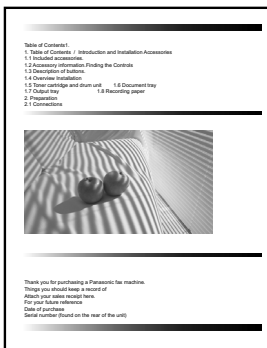 Table of Contents1.
1. Table of Contents / Introduction and Installation Accessories
1.1 Included accessories.
1.2 Accessory information.Finding the Controls
1.3 Description of buttons.
1.4 Overview Installation
1.5 Toner cartridge and drum unit 1.6 Document tray
1.7 Output tray 1.8 Recording paper
2. Preparation
2.1 Connections
Thank you for purchasing a Panasonic fax machine.
Things you should keep a record of
Attach your sales receipt here.
For your future reference
Date of purchase
Serial number (found on the rear of the unit)